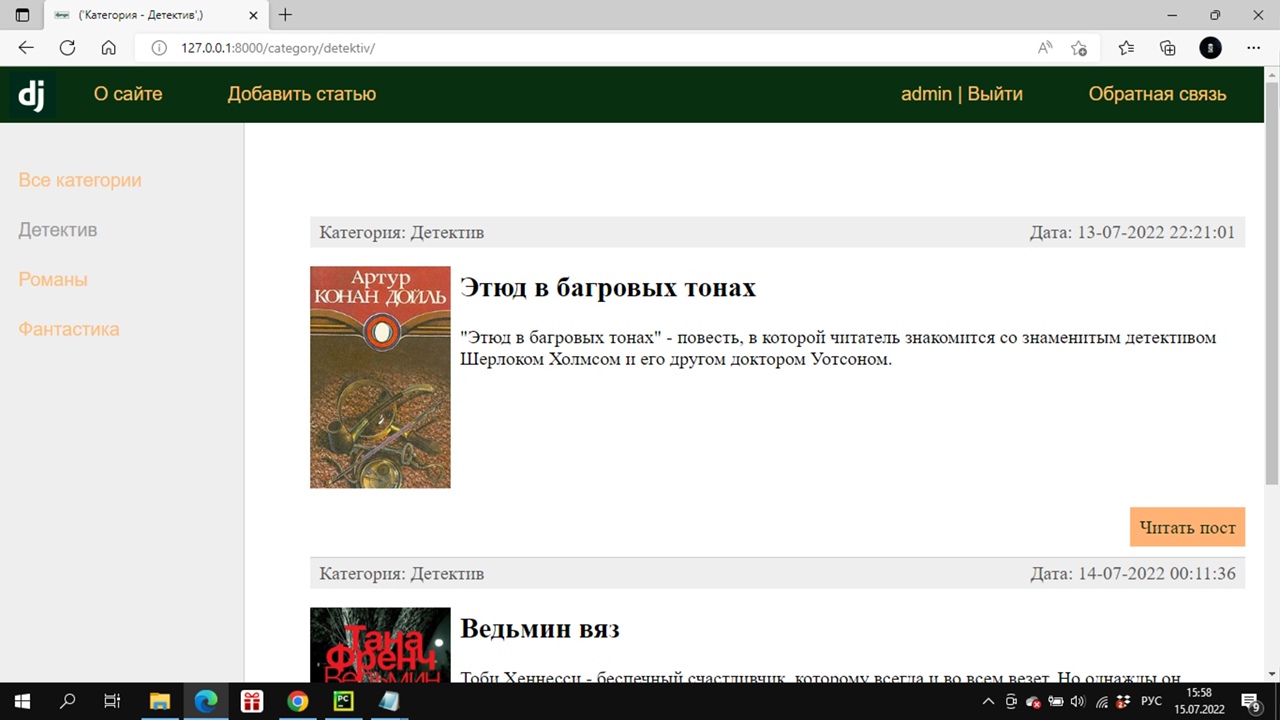 ('Категория - Детектив',)
127.0.0.1:8000/category/detektiv/
dj О сайте Добавить статью admin | Выйти Обратная связь
Все категории
Детектив
Романы
Фантастика
Категория: Детектив Дата: 13-07-2022 22:21:01
Артур
КОНАН ДОЙЛЬ
Этюд в багровых тонах
"Этюд в багровых тонах" - повесть, в которой читатель знакомится со знаменитым детективом
Шерлоком Холмсом и его другом доктором Уотсоном.
Читать пост
Категория: Детектив Дата: 14-07-2022 00:11:36
Тана
Френч
Ведьмин
Ведьмин вяз
Тоби Хеннесси - беспечный счастливчик, которому всегда и во всем везет. Но однажды он
PC
РУС
15:58
15.07.2022
9